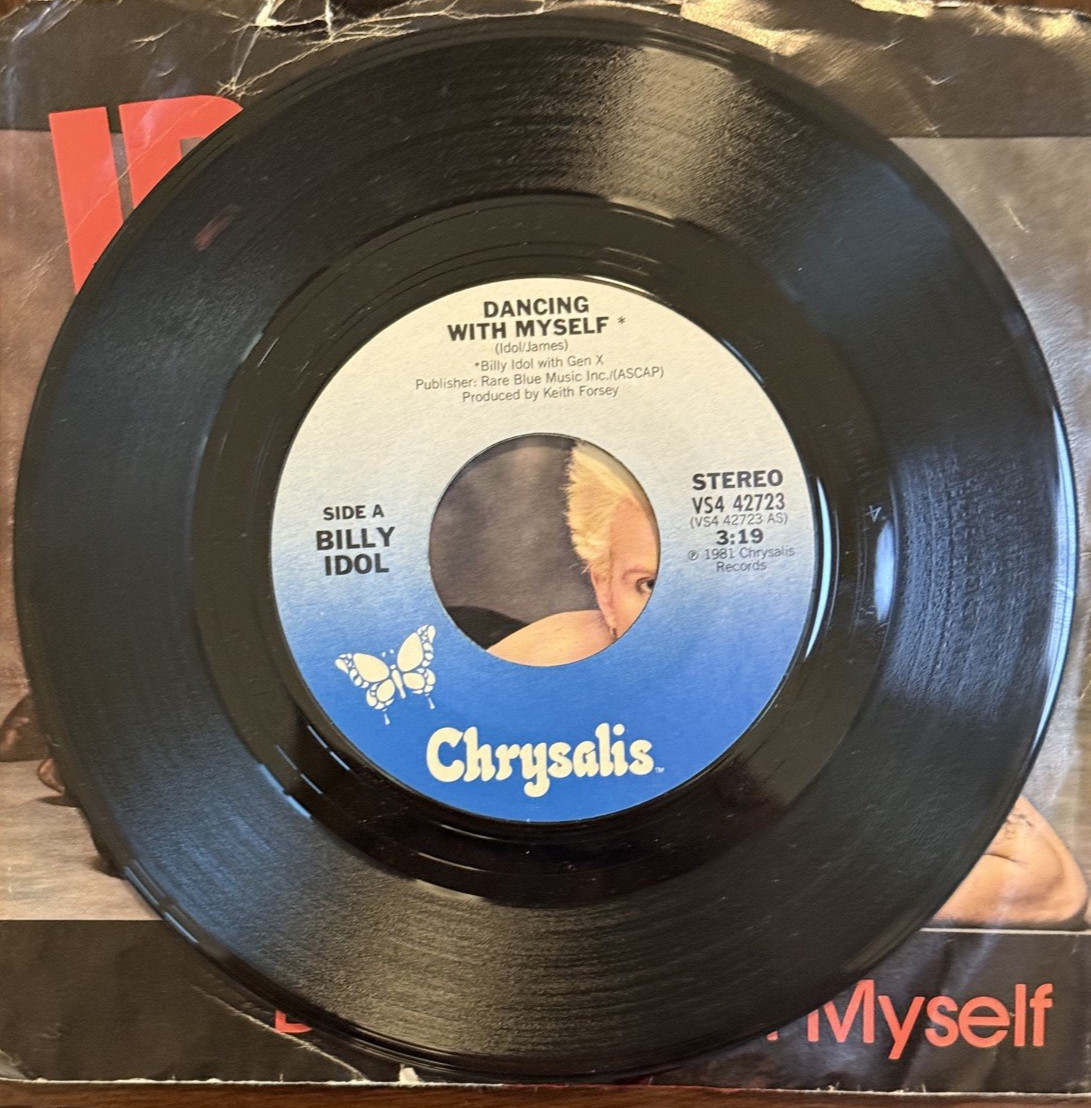 DANCING
WITH MYSELF *
(Idol/James)
*Billy Idol with Gen X
Publisher: Rare Blue Music Inc./(ASCAP)
Produced by Keith Forsey
SIDE A
BILLY
IDOL
STEREO
VS4 42723
(VS4 42723 AS)
3:19
℗ 1981 Chrysalis
Records
Chrysalis™
Myself